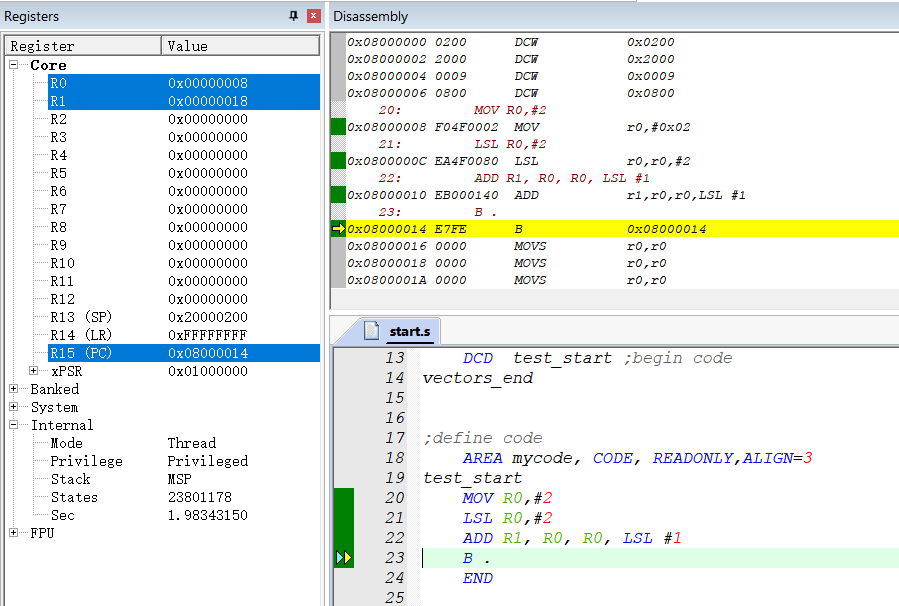 Registers
Register Value
Core
R0 0x00000008
R1 0x00000018
R2 0x00000000
R3 0x00000000
R4 0x00000000
R5 0x00000000
R6 0x00000000
R7 0x00000000
R8 0x00000000
R9 0x00000000
R10 0x00000000
R11 0x00000000
R12 0x00000000
R13 (SP) 0x20000200
R14 (LR) 0xFFFFFFFF
R15 (PC) 0x08000014
xPSR 0x01000000
Banked
System
Internal
Mode Thread
Privilege Privileged
Stack MSP
States 23801178
Sec 1.98343150
FPU
Disassembly
0x08000000 0200 DCW 0x0200
0x08000002 2000 DCW 0x2000
0x08000004 0009 DCW 0x0009
0x08000006 0800 DCW 0x0800
20: MOV R0,#2
0x08000008 F04F0002 MOV r0,#0x02
21: LSL R0,#2
0x0800000C EA4F0080 LSL r0,r0,#2
22: ADD R1, R0, R0, LSL #1
0x08000010 EB000140 ADD r1,r0,r0,LSL #1
23: B .
0x08000014 E7FE B 0x08000014
0x08000016 0000 MOVS r0,r0
0x08000018 0000 MOVS r0,r0
0x0800001A 0000 MOVS r0,r0
start.s
13 DCD test_start ;begin code
14 vectors_end
15
16
17 ;define code
18 AREA mycode, CODE, READONLY,ALIGN=3
19 test_start
20 MOV R0,#2
21 LSL R0,#2
22 ADD R1, R0, R0, LSL #1
23 B .
24 END
25